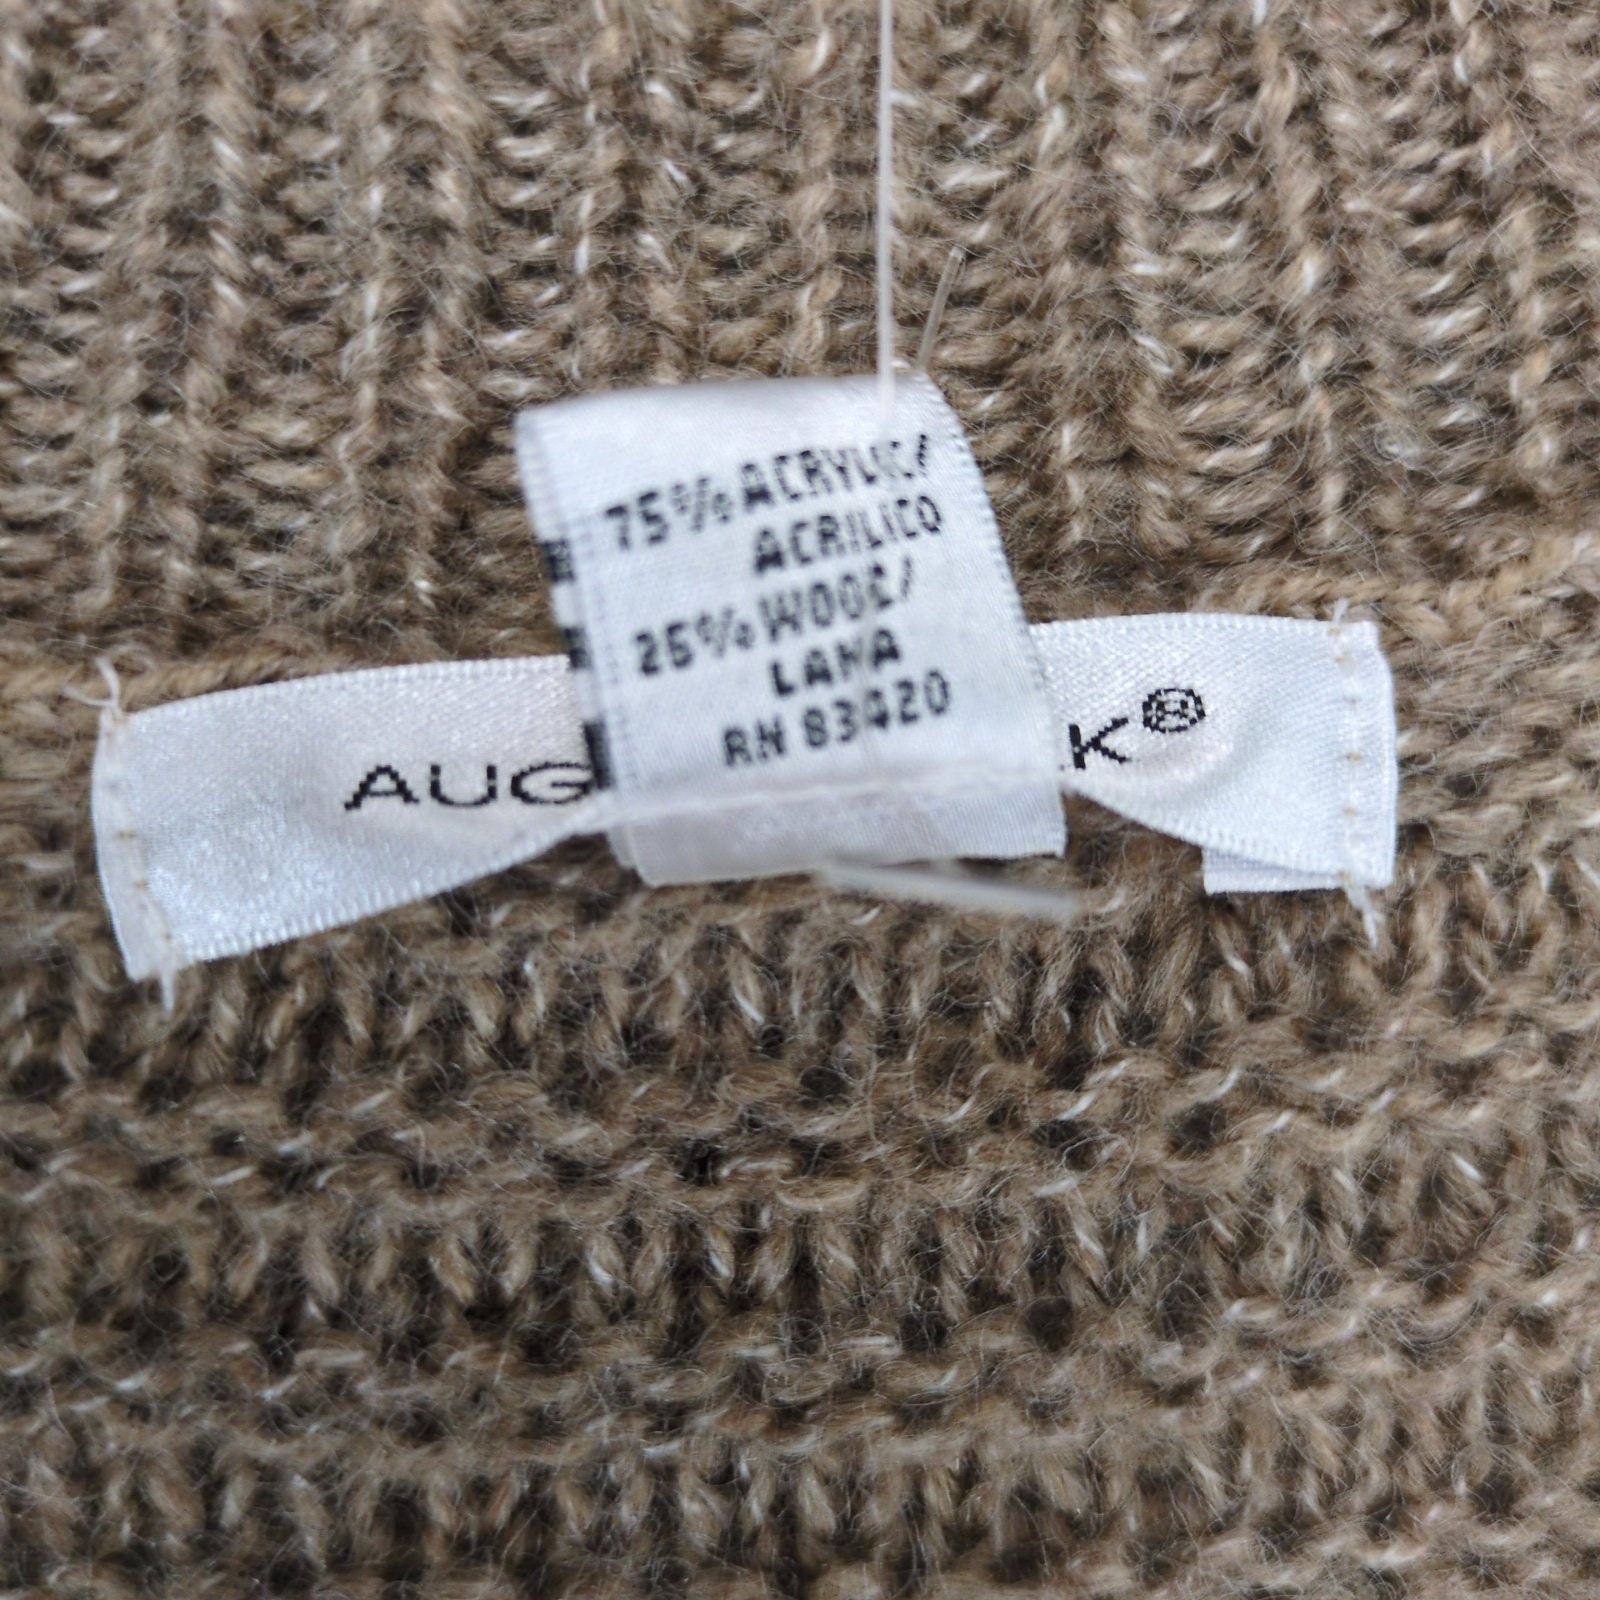 75% ACRYLIC/
ACRILICO
25% WOOL/
LANA
RN 83420
AUG K®